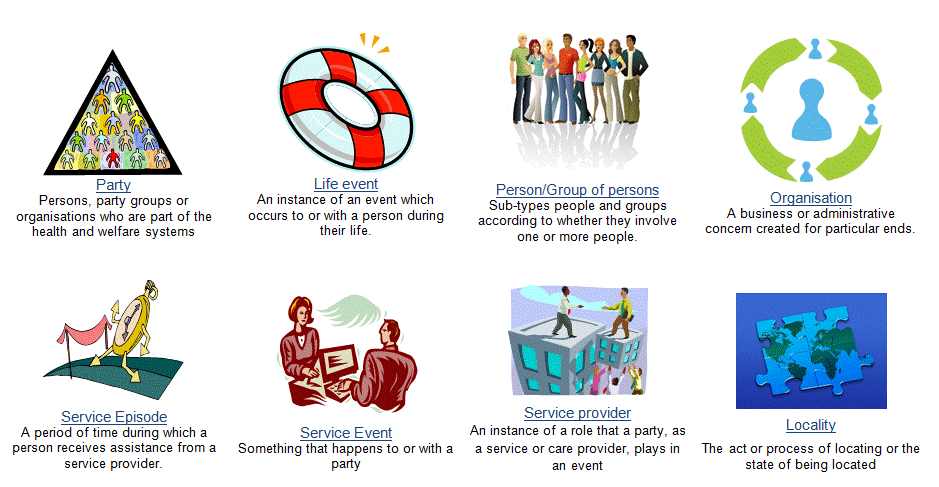 Party
Persons, party groups or
organisations who are part of the
health and welfare systems
Life event
An instance of an event which
occurs to or with a person during
their life.
Person/Group of persons
Sub-types people and groups
according to whether they involve
one or more people.
Organisation
A business or administrative
concern created for particular ends.
Service Episode
A period of time during which a
person receives assistance from a
service provider.
Service Event
Something that happens to or with a
party
Service provider
An instance of a role that a party, as
a service or care provider, plays in
an event
Locality
The act or process of locating or the
state of being located